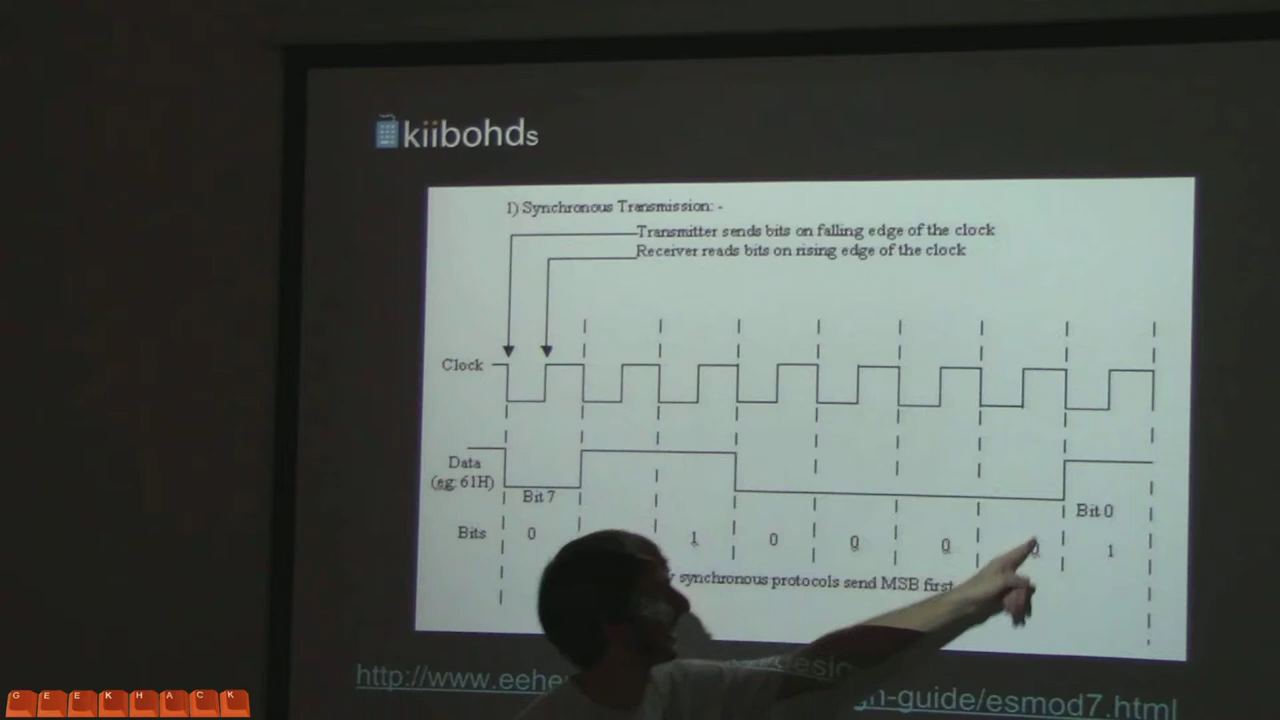 kiibohds
1) Synchronous Transmission: -
Transmitter sends bits on falling edge of the clock
Receiver reads bits on rising edge of the clock
Clock
Data
(eg: 61H)
Bit 7
Bit 0
Bits 0 1 0 0 0 0 1
synchronous protocols send MSB first
http://www.eehe
gn-guide/esmod7.html
GEEKHACK